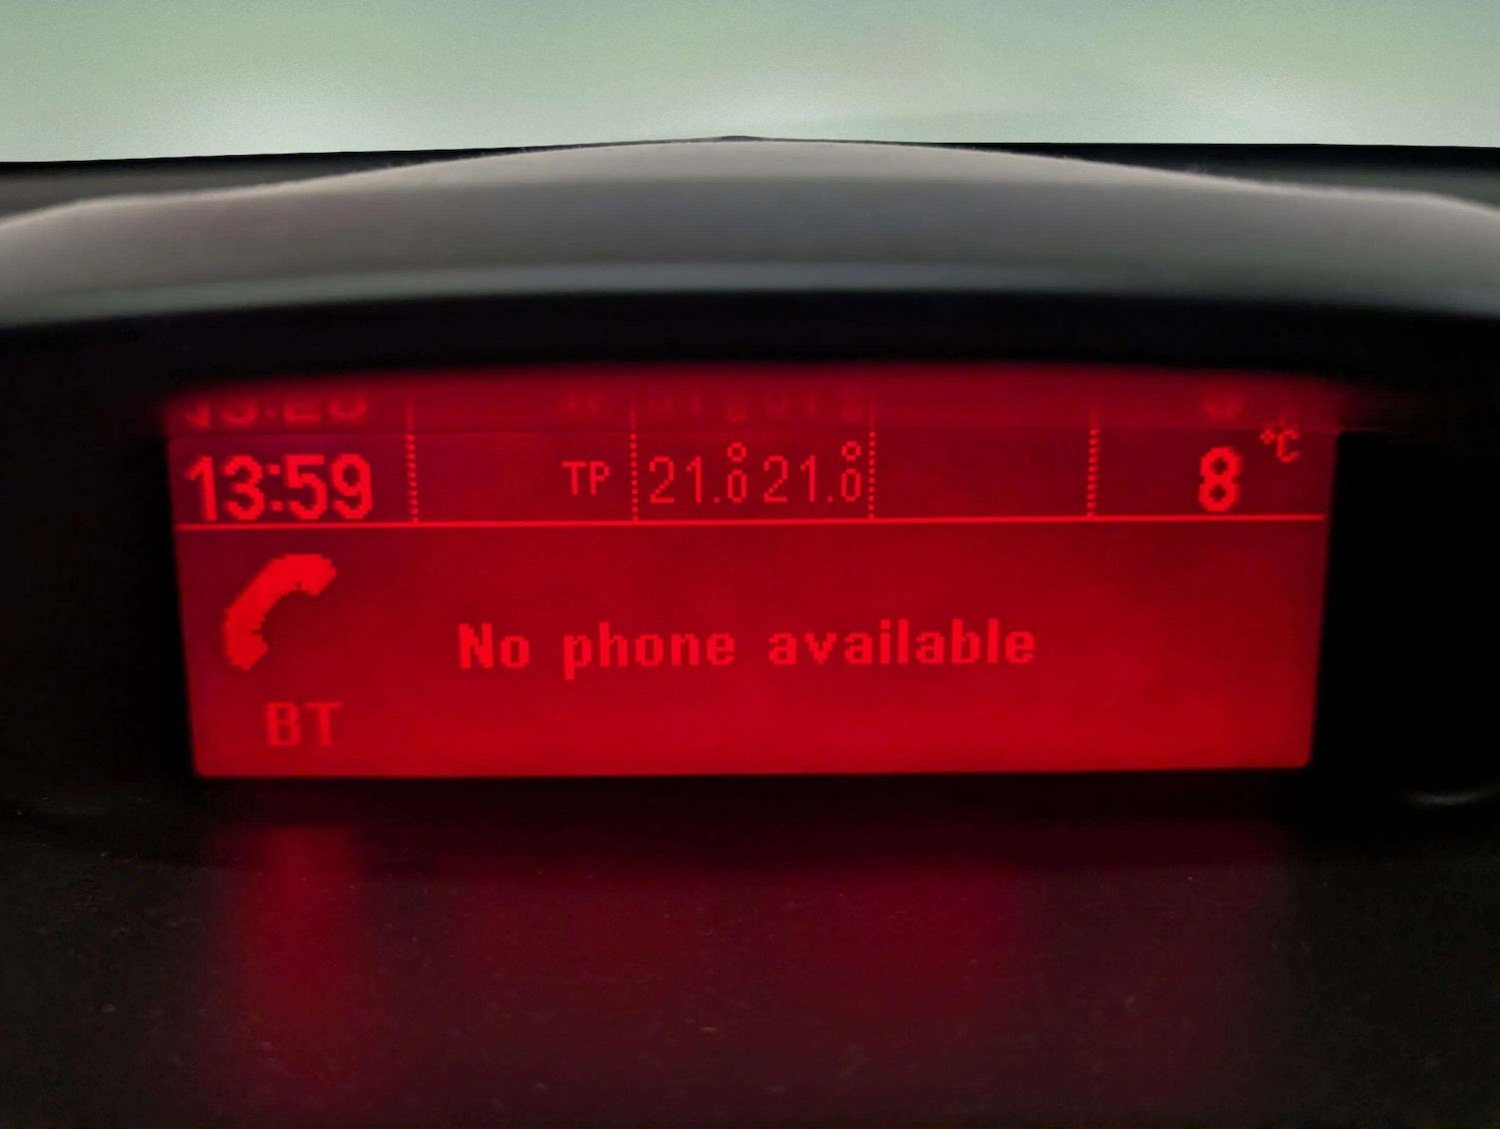 13:59 TP 21.0° 21.0° 8 °C
No phone available
BT